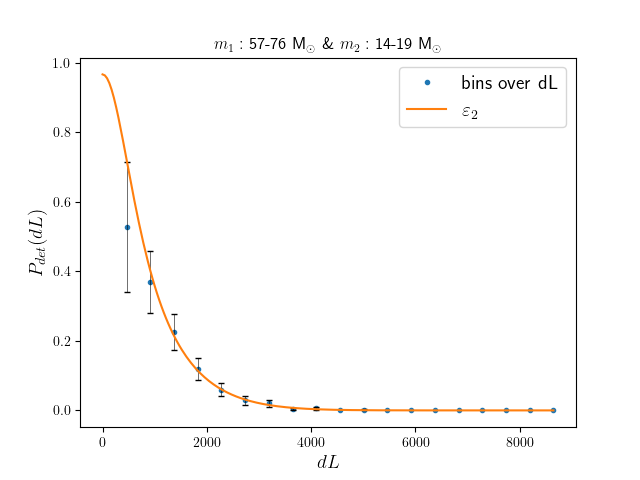 m₁ : 57-76 M⊙ & m₂ : 14-19 M⊙
1.0
0.8
0.6
0.4
0.2
0.0
P_det(dL)
bins over dL
ε₂
0 2000 4000 6000 8000
dL